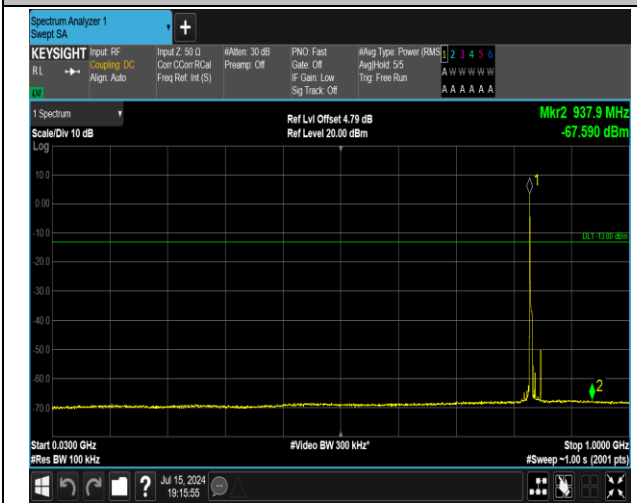 Spectrum Analyzer 1
Swept SA
+
KEYSIGHT
RL
LXI
Input: RF
Coupling: DC
Align: Auto
Input Z: 50 Ω
Corr CCorr RCal
Freq Ref: Int (S)
#Atten: 30 dB
Preamp: Off
PNO: Fast
Gate: Off
IF Gain: Low
Sig Track: Off
#Avg Type: Power (RMS
Avg|Hold: 5/5
Trig: Free Run
1 2 3 4 5 6
A W W W W W
A A A A A A
1 Spectrum
Scale/Div 10 dB
Log
Ref Lvl Offset 4.79 dB
Ref Level 20.00 dBm
Mkr2 937.9 MHz
-67.590 dBm
10.0
1
0.00
-10.0
DL1 -13.00 dBm
-20.0
-30.0
-40.0
-50.0
-60.0
2
-70.0
Start 0.0300 GHz
#Res BW 100 kHz
#Video BW 300 kHz*
Stop 1.0000 GHz
#Sweep ~1.00 s (2001 pts)
?
Jul 15, 2024
19:15:55